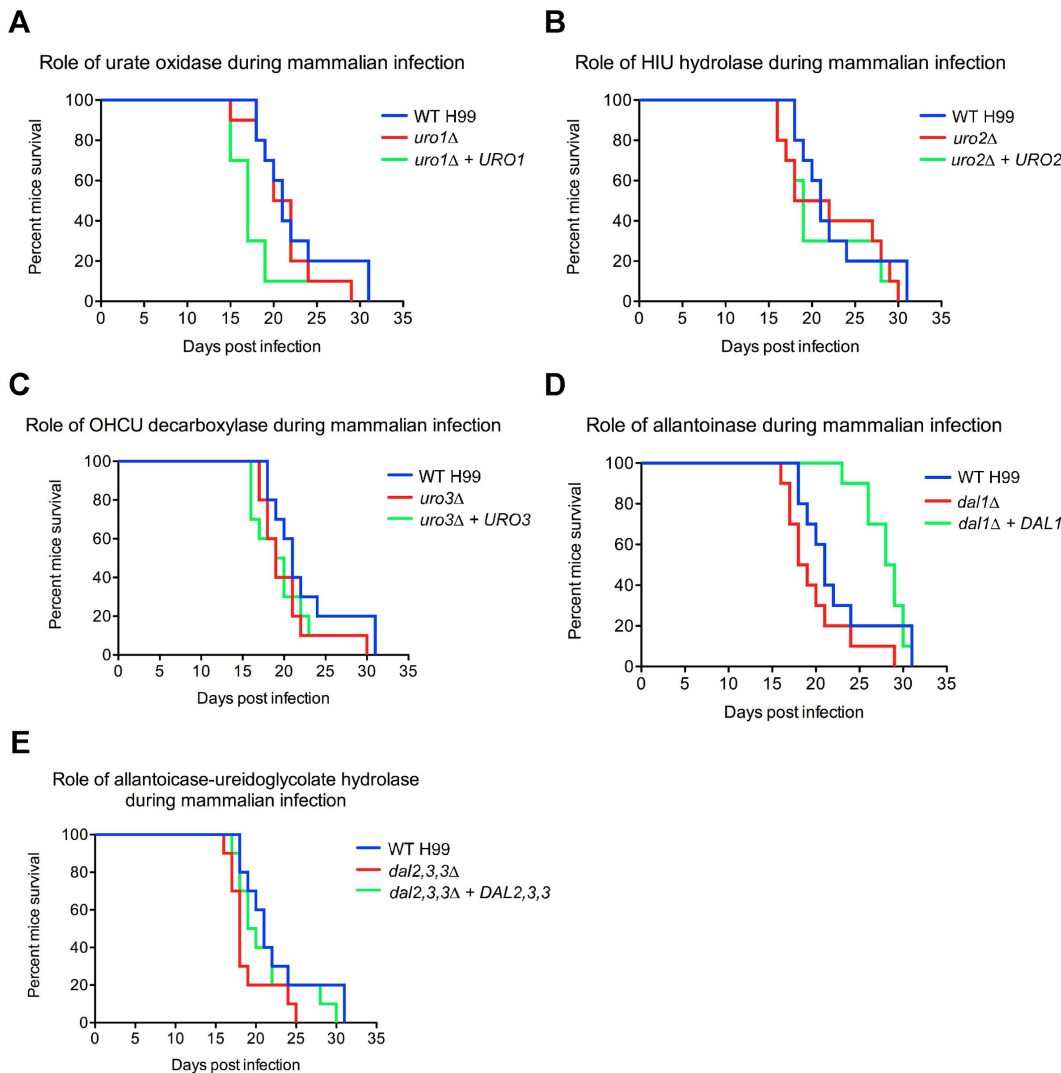 A
Role of urate oxidase during mammalian infection
Percent mice survival
100
80
60
40
20
0
0 5 10 15 20 25 30 35
Days post infection
WT H99
uro1Δ
uro1Δ + URO1
B
Role of HIU hydrolase during mammalian infection
Percent mice survival
100
80
60
40
20
0
0 5 10 15 20 25 30 35
Days post infection
WT H99
uro2Δ
uro2Δ + URO2
C
Role of OHCU decarboxylase during mammalian infection
Percent mice survival
100
80
60
40
20
0
0 5 10 15 20 25 30 35
Days post infection
WT H99
uro3Δ
uro3Δ + URO3
D
Role of allantoinase during mammalian infection
Percent mice survival
100
80
60
40
20
0
0 5 10 15 20 25 30 35
Days post infection
WT H99
dal1Δ
dal1Δ + DAL1
E
Role of allantoicase-ureidoglycolate hydrolase
during mammalian infection
Percent mice survival
100
80
60
40
20
0
0 5 10 15 20 25 30 35
Days post infection
WT H99
dal2,3,3Δ
dal2,3,3Δ + DAL2,3,3